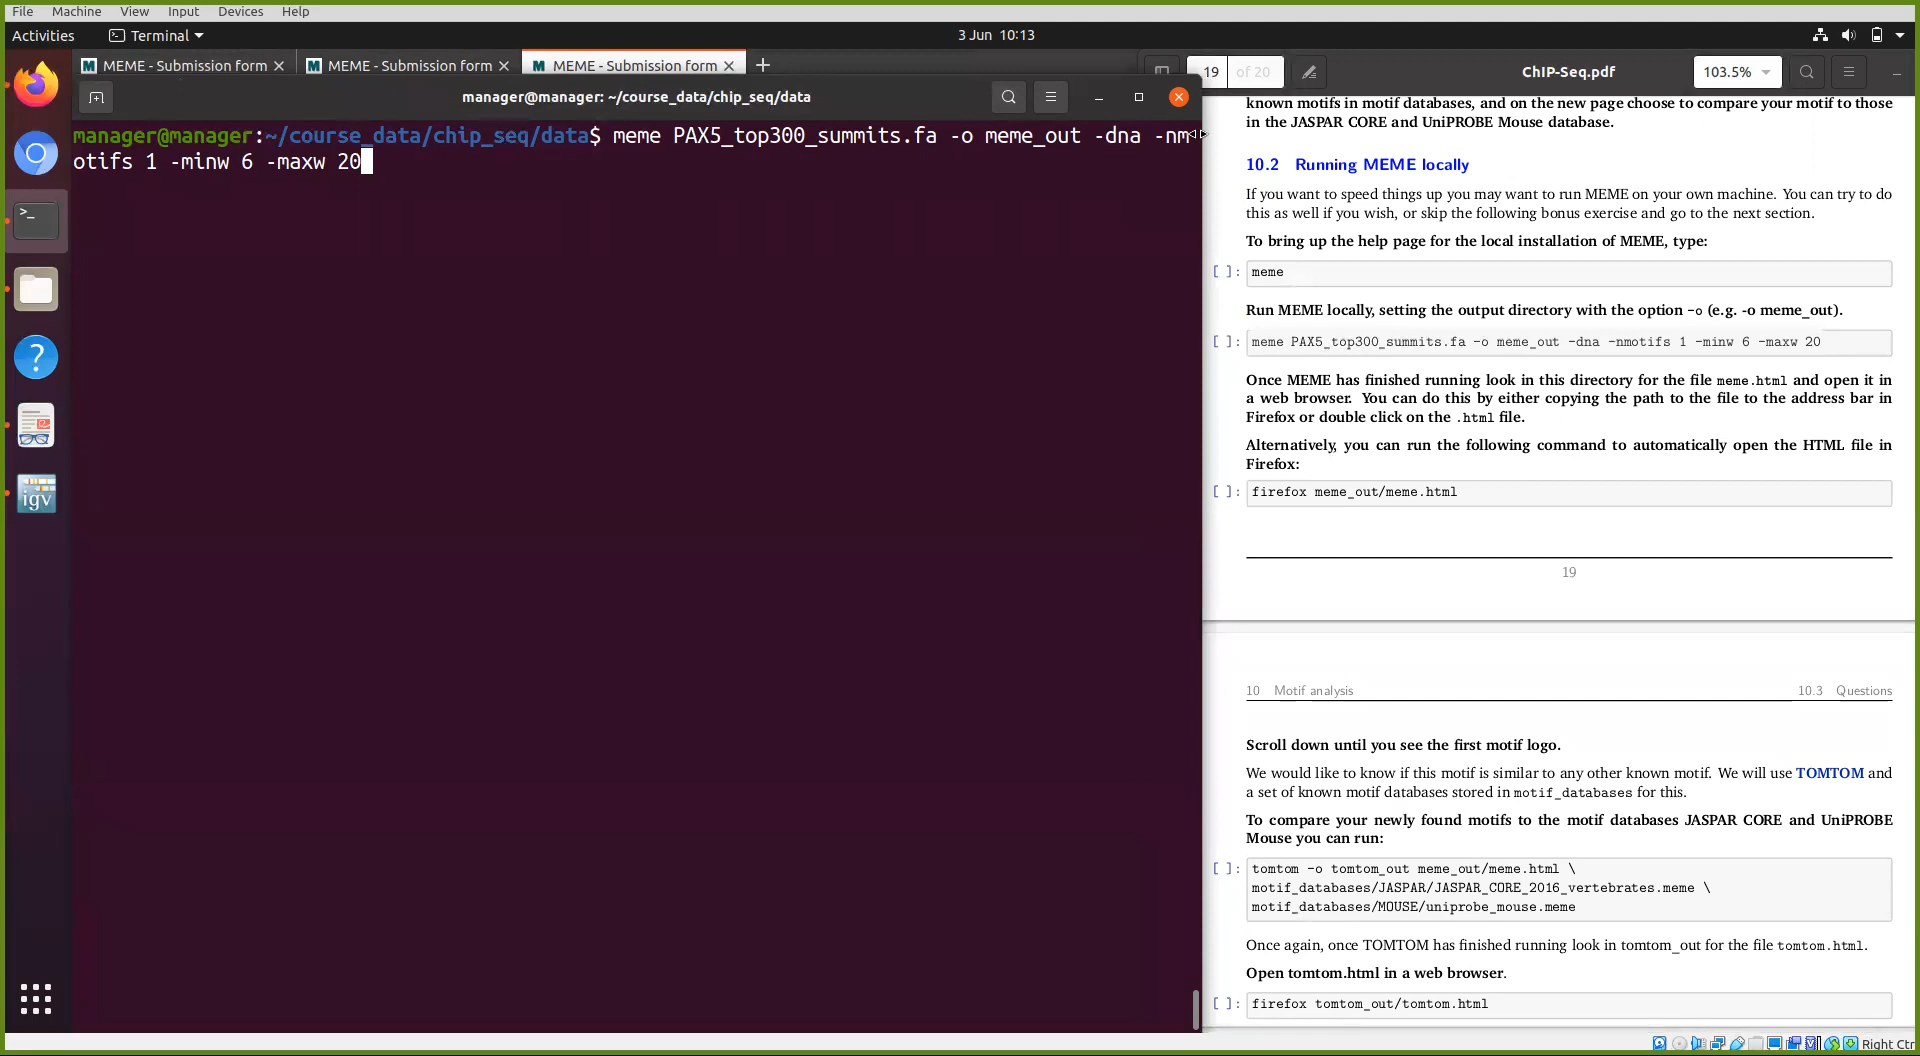 File Machine View Input Devices Help
Activities Terminal 3 Jun 10:13
MEME - Submission form MEME - Submission form MEME - Submission form
19 of 20 ChIP-Seq.pdf 103.5%
manager@manager: ~/course_data/chip_seq/data
manager@manager:~/course_data/chip_seq/data$ meme PAX5_top300_summits.fa -o meme_out -dna -nm
otifs 1 -minw 6 -maxw 20
igv
known motifs in motif databases, and on the new page choose to compare your motif to those
in the JASPAR CORE and UniPROBE Mouse database.
10.2 Running MEME locally
If you want to speed things up you may want to run MEME on your own machine. You can try to do
this as well if you wish, or skip the following bonus exercise and go to the next section.
To bring up the help page for the local installation of MEME, type:
[ ]: meme
Run MEME locally, setting the output directory with the option -o (e.g. -o meme_out).
[ ]: meme PAX5_top300_summits.fa -o meme_out -dna -nmotifs 1 -minw 6 -maxw 20
Once MEME has finished running look in this directory for the file meme.html and open it in
a web browser. You can do this by either copying the path to the file to the address bar in
Firefox or double click on the .html file.
Alternatively, you can run the following command to automatically open the HTML file in
Firefox:
[ ]: firefox meme_out/meme.html
19
10 Motif analysis 10.3 Questions
Scroll down until you see the first motif logo.
We would like to know if this motif is similar to any other known motif. We will use TOMTOM and
a set of known motif databases stored in motif_databases for this.
To compare your newly found motifs to the motif databases JASPAR CORE and UniPROBE
Mouse you can run:
[ ]: tomtom -o tomtom_out meme_out/meme.html \
motif_databases/JASPAR/JASPAR_CORE_2016_vertebrates.meme \
motif_databases/MOUSE/uniprobe_mouse.meme
Once again, once TOMTOM has finished running look in tomtom_out for the file tomtom.html.
Open tomtom.html in a web browser.
[ ]: firefox tomtom_out/tomtom.html
Right Ctr